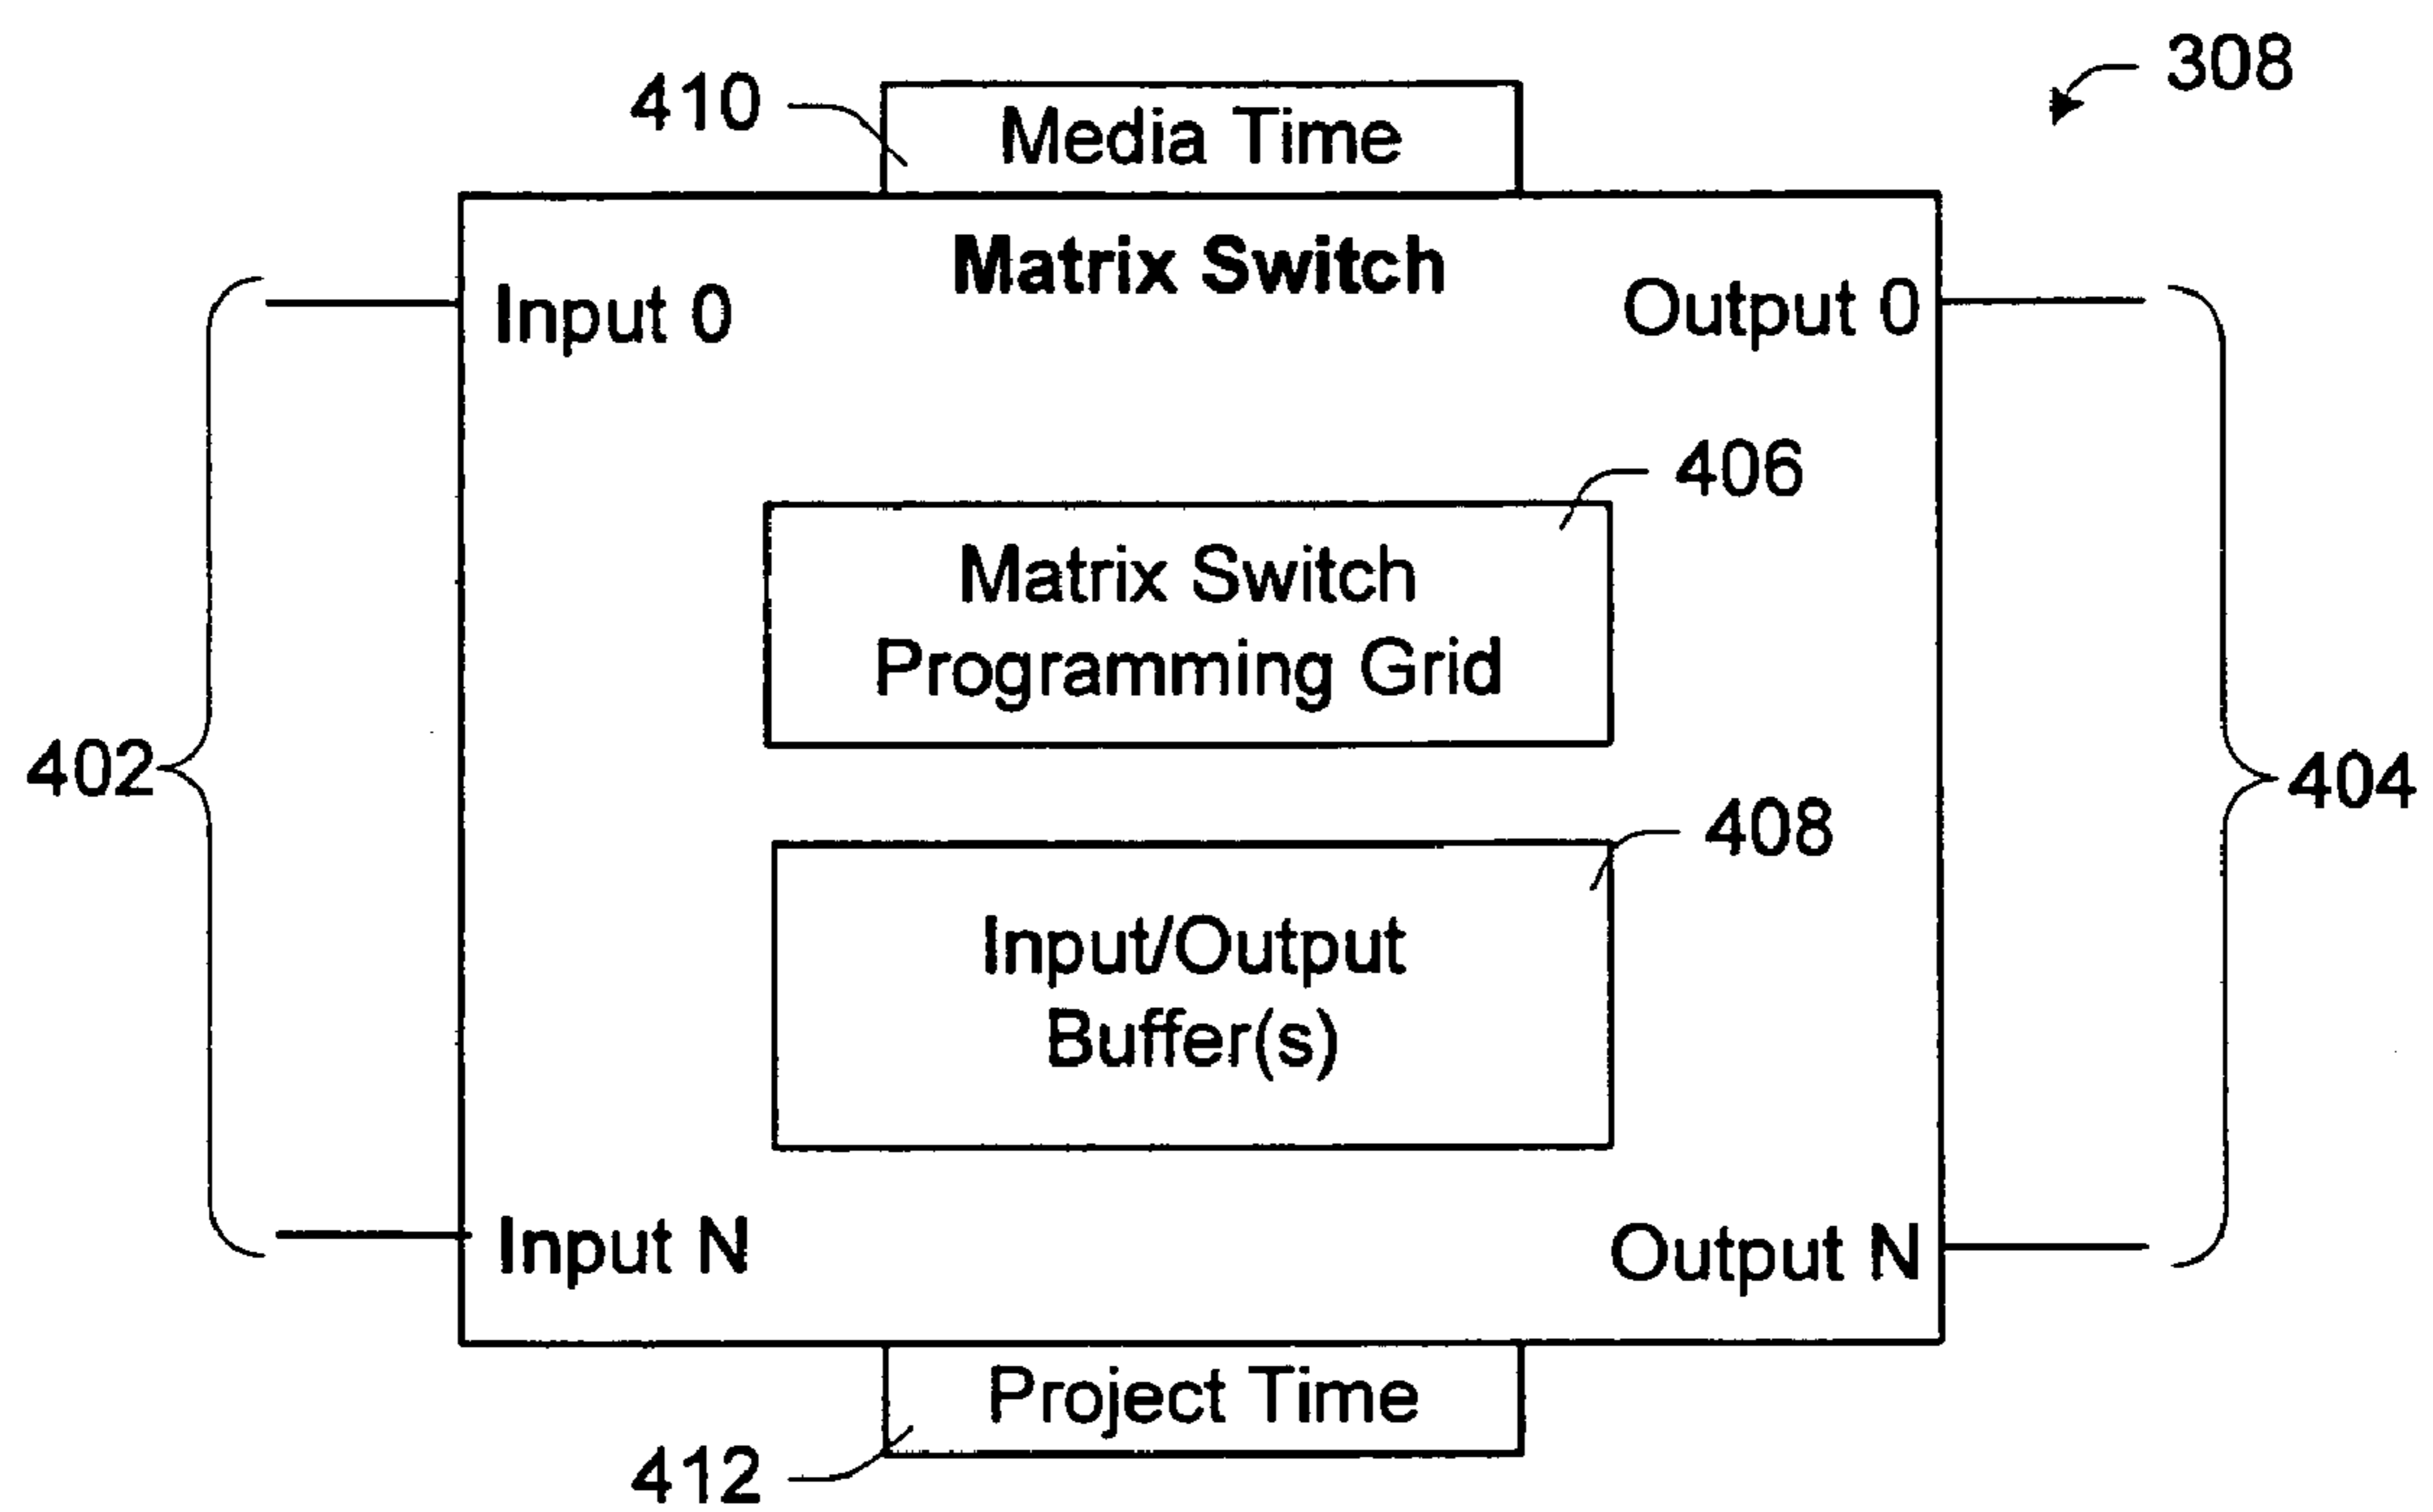 308
410
Media Time
Matrix Switch
Input 0
Output 0
406
Matrix Switch
Programming Grid
402
404
408
Input/Output
Buffer(s)
Input N
Output N
Project Time
412